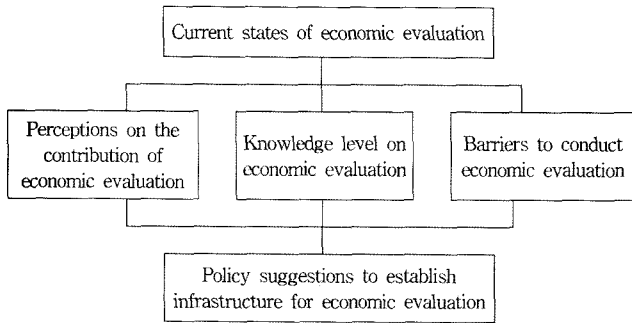 Current states of economic evaluation
Perceptions on the
contribution of
economic evaluation
Knowledge level on
economic evaluation
Barriers to conduct
economic evaluation
Policy suggestions to establish
infrastructure for economic evaluation